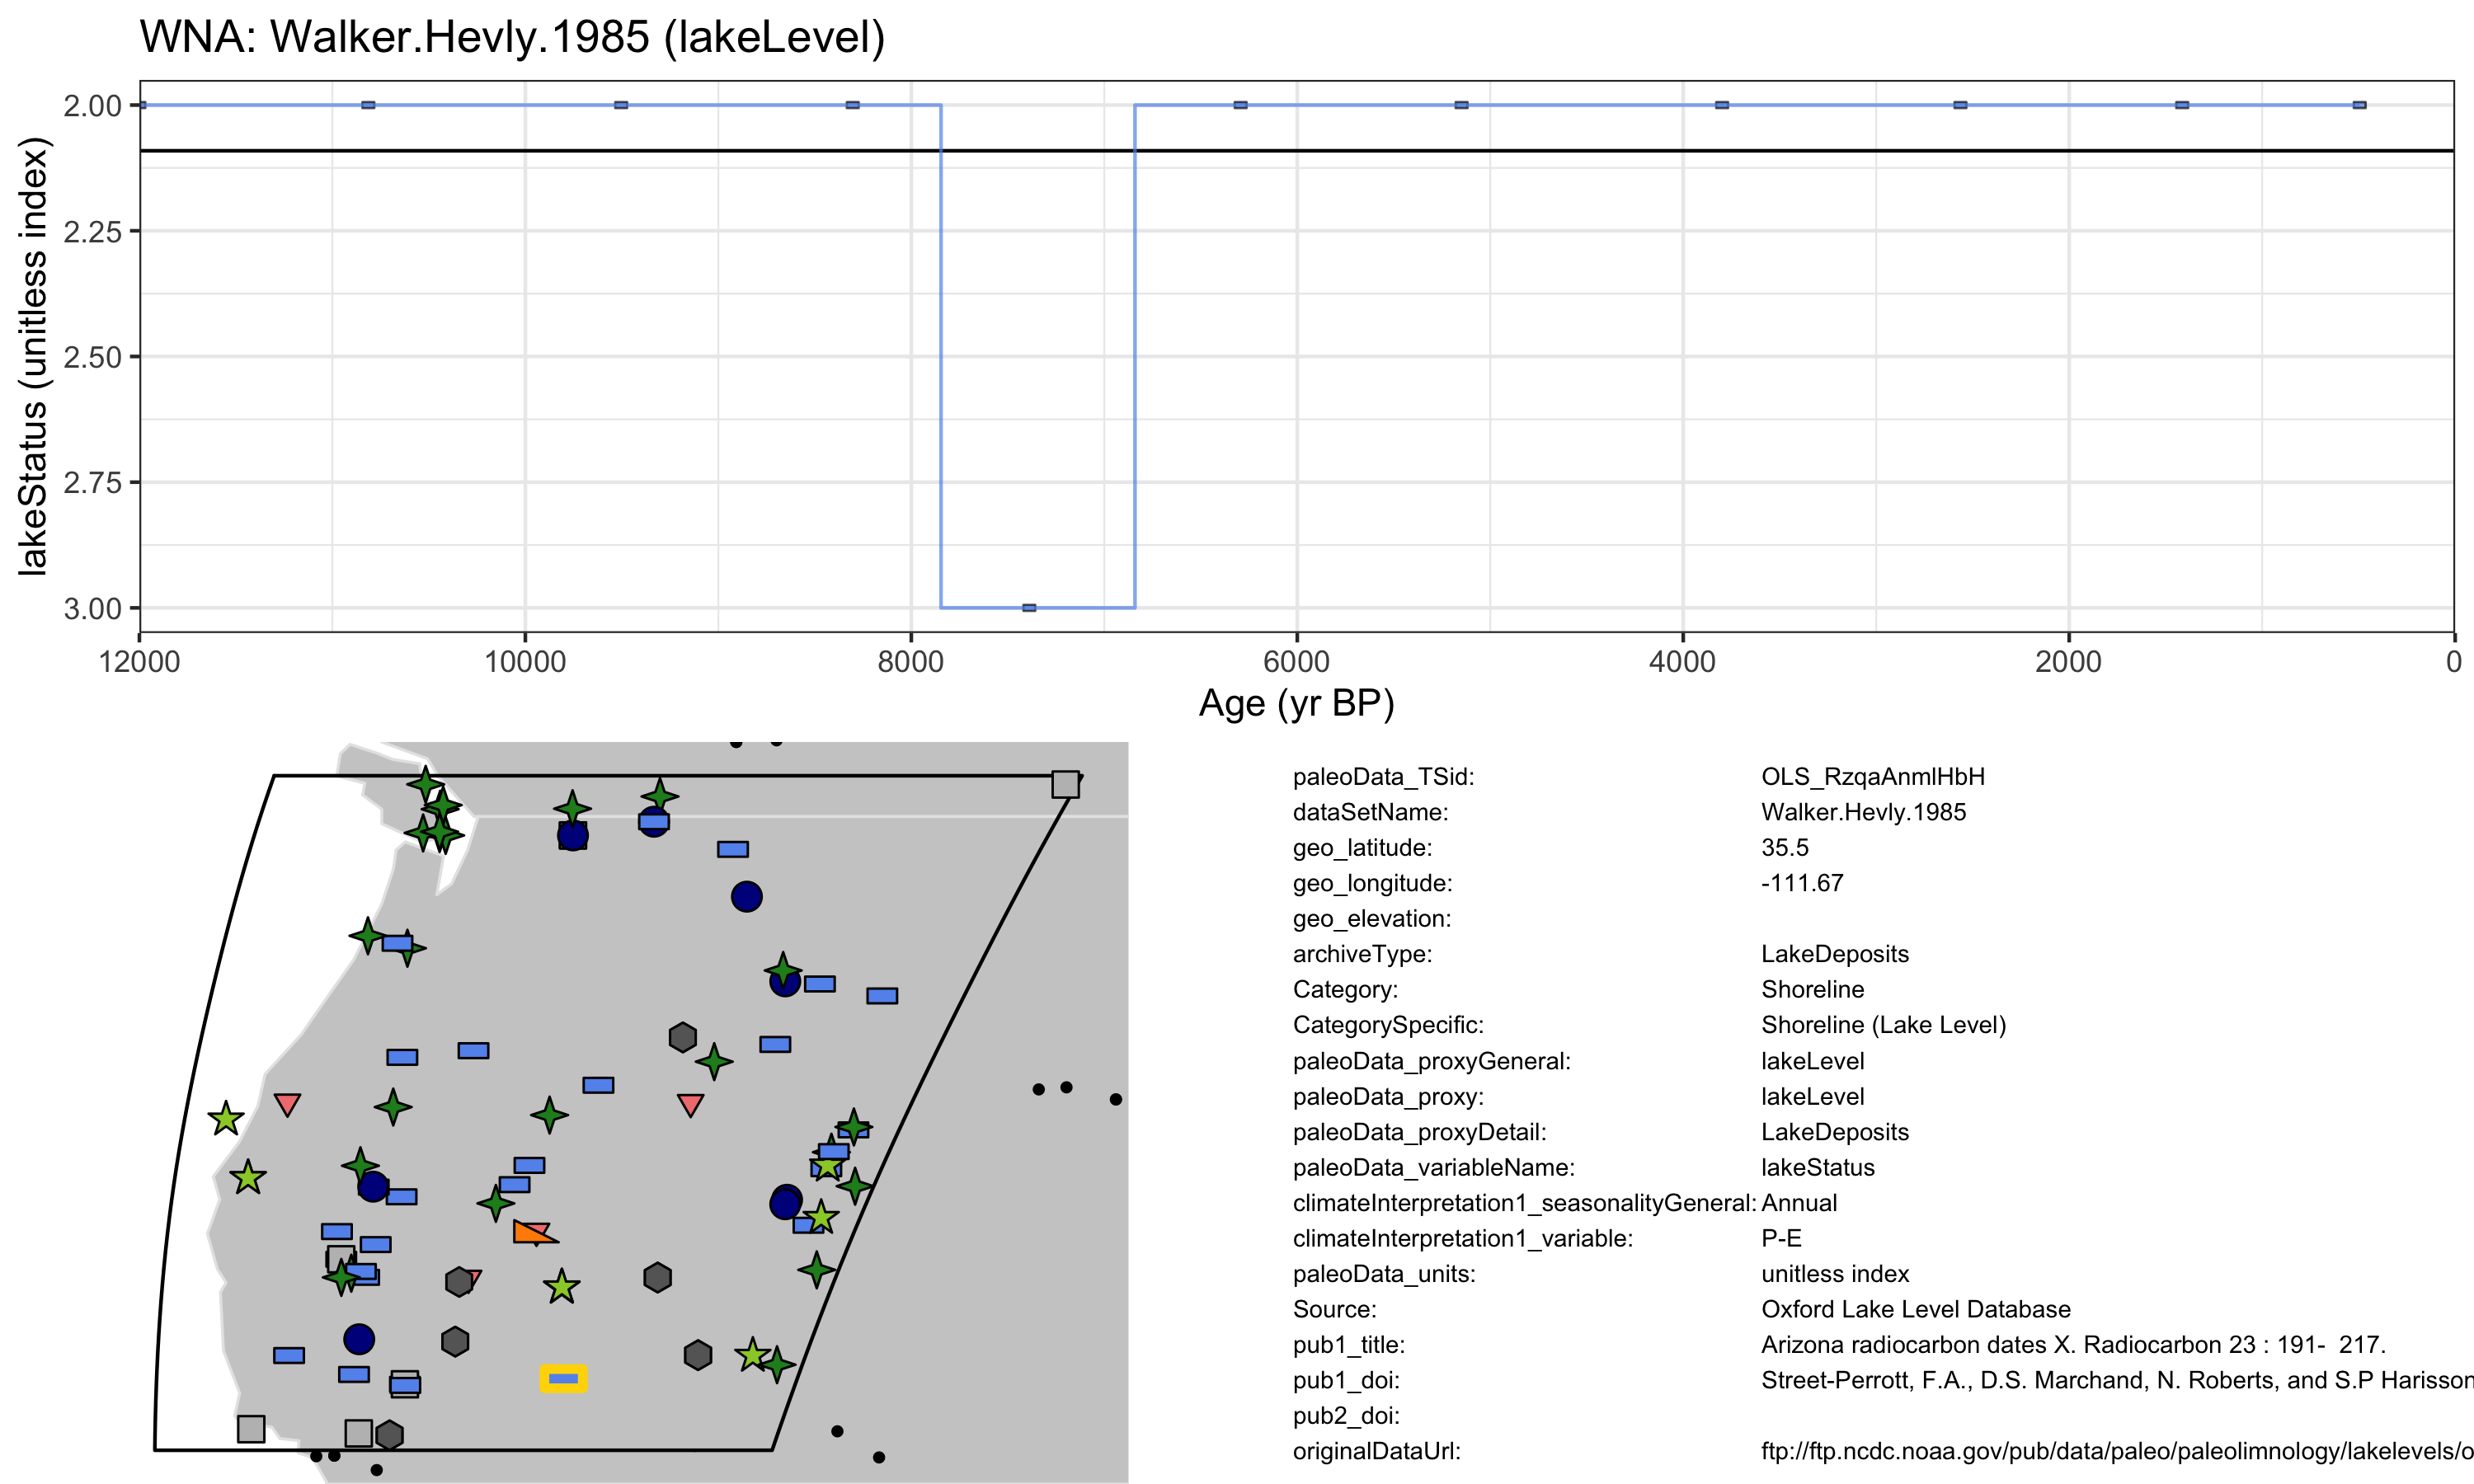 WNA: Walker.Hevly.1985 (lakeLevel)
lakeStatus (unitless index)
2.00
2.25
2.50
2.75
3.00
12000 10000 8000 6000 4000 2000 0
Age (yr BP)
paleoData_TSid: OLS_RzqaAnmlHbH
dataSetName: Walker.Hevly.1985
geo_latitude: 35.5
geo_longitude: -111.67
geo_elevation:
archiveType: LakeDeposits
Category: Shoreline
CategorySpecific: Shoreline (Lake Level)
paleoData_proxyGeneral: lakeLevel
paleoData_proxy: lakeLevel
paleoData_proxyDetail: LakeDeposits
paleoData_variableName: lakeStatus
climateInterpretation1_seasonalityGeneral: Annual
climateInterpretation1_variable: P-E
paleoData_units: unitless index
Source: Oxford Lake Level Database
pub1_title: Arizona radiocarbon dates X. Radiocarbon 23 : 191- 217.
pub1_doi: Street-Perrott, F.A., D.S. Marchand, N. Roberts, and S.P Harisson
pub2_doi:
originalDataUrl: ftp://ftp.ncdc.noaa.gov/pub/data/paleo/paleolimnology/lakelevels/o